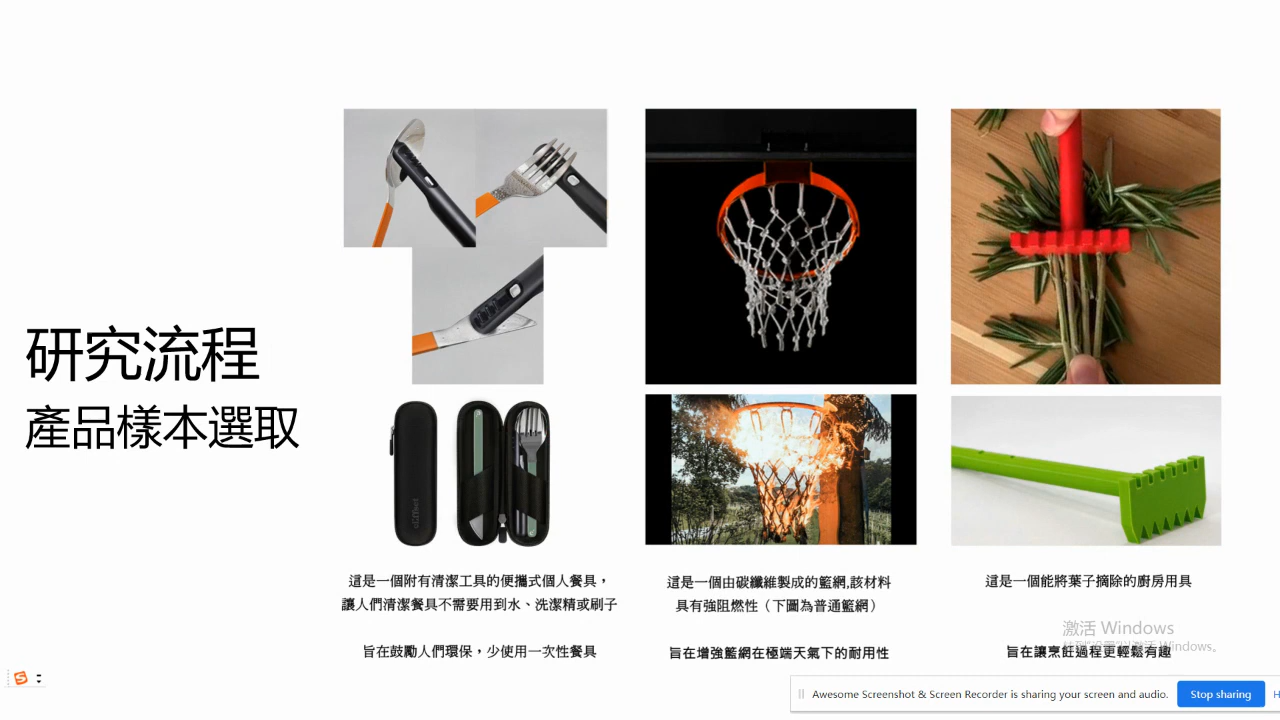 研究流程
產品樣本選取
這是一個附有清潔工具的便攜式個人餐具，
讓人們清潔餐具不需要用到水、洗潔精或刷子
旨在鼓勵人們環保，少使用一次性餐具
這是一個由碳纖維製成的籃網,該材料
具有強阻燃性（下圖為普通籃網）
旨在增強籃網在極端天氣下的耐用性
這是一個能將葉子摘除的廚房用具
旨在讓烹飪過程更輕鬆有趣
激活 Windows
Windows。
Awesome Screenshot & Screen Recorder is sharing your screen and audio.
Stop sharing
H